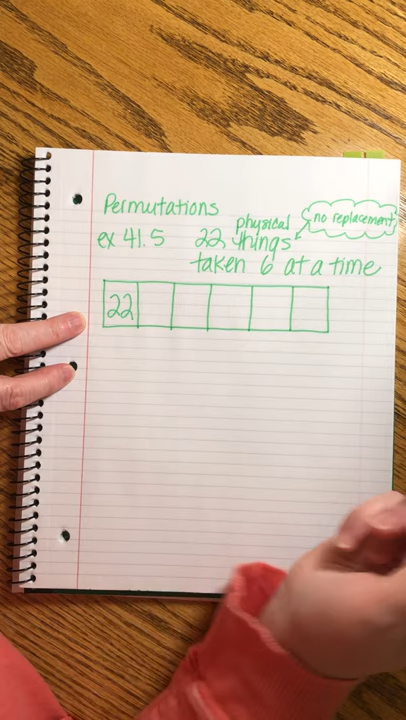 Permutations
physical
no replacement
ex 41.5 22 things
taken 6 at a time
22